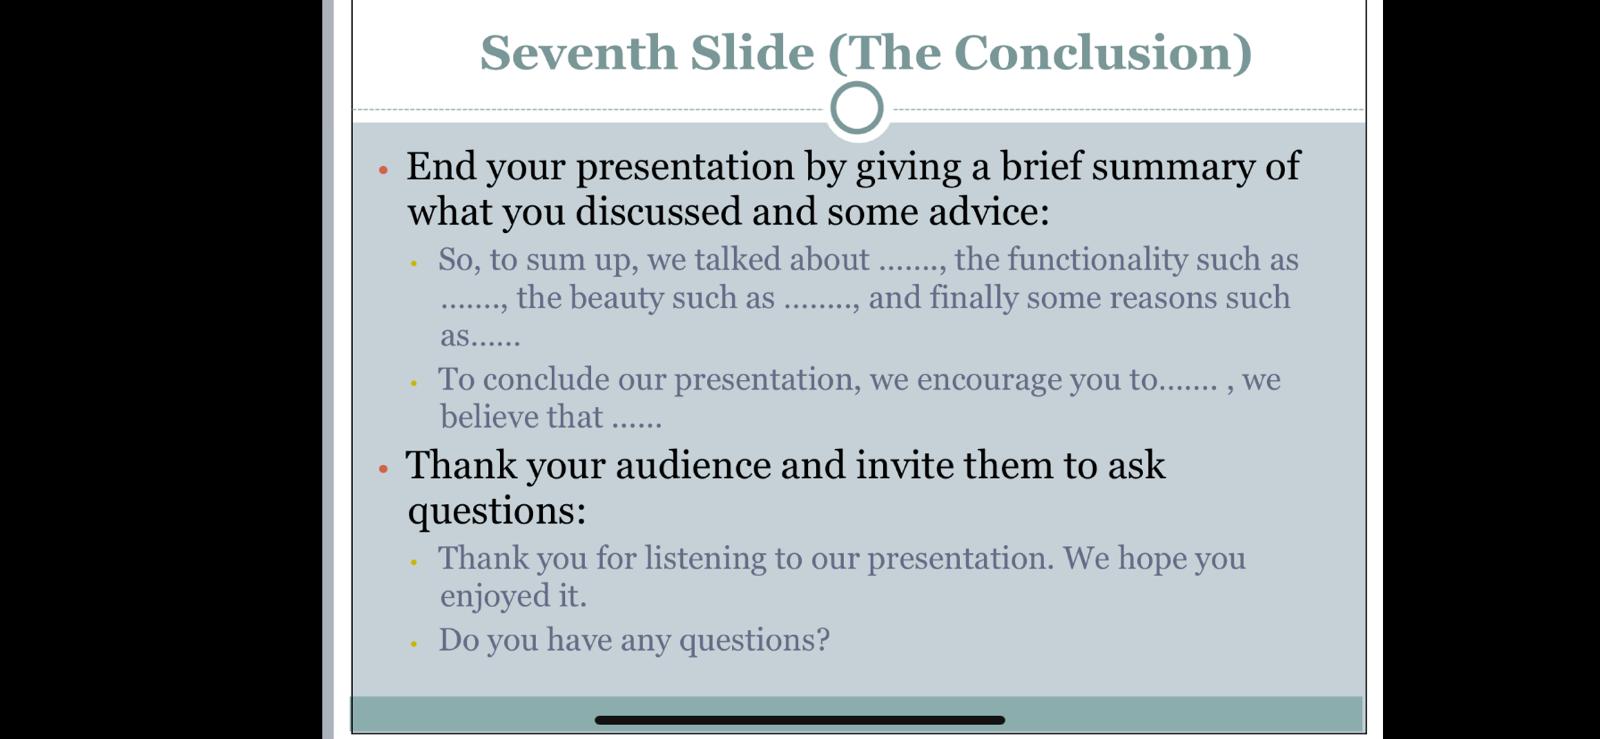 Seventh Slide (The Conclusion)
• End your presentation by giving a brief summary of
what you discussed and some advice:
• So, to sum up, we talked about ......., the functionality such as
......., the beauty such as ........, and finally some reasons such
as......
• To conclude our presentation, we encourage you to....... , we
believe that ......
• Thank your audience and invite them to ask
questions:
• Thank you for listening to our presentation. We hope you
enjoyed it.
• Do you have any questions?